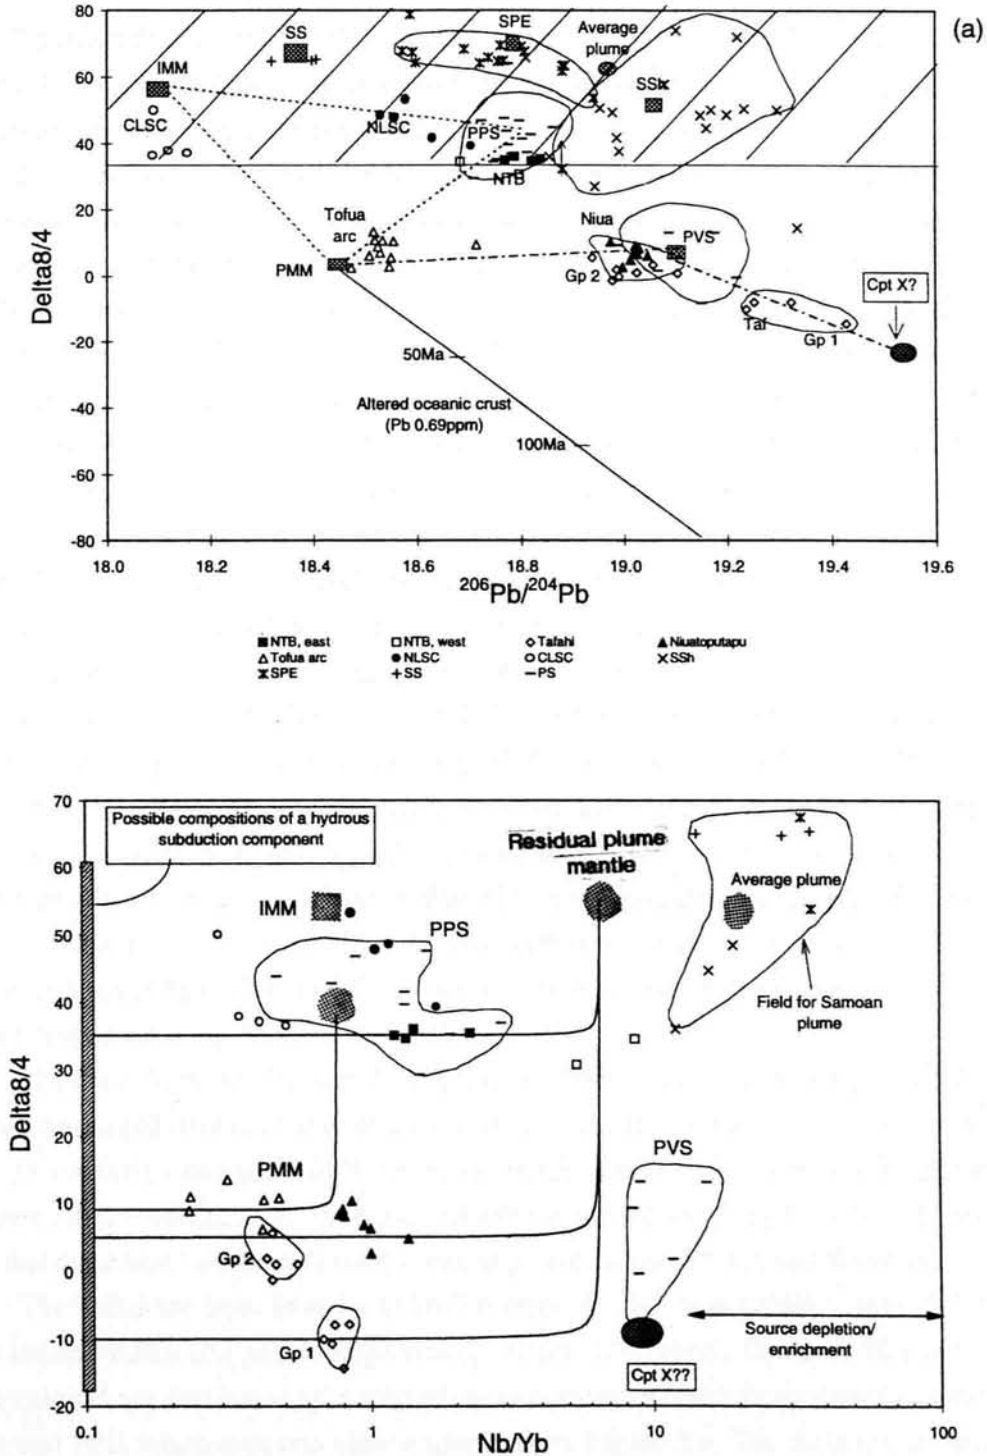 (a)
80
60
40
20
0
-20
-40
-60
-80
Delta8/4
SS
SPE
Average
plume
IMM
SSh
CLSC
NLSC
PPS
NTB
Tofua
arc
Niua
PVS
PMM
Gp 2
Cpt X?
Taf
Gp 1
50Ma
Altered oceanic crust
(Pb 0.69ppm)
100Ma
18.0 18.2 18.4 18.6 18.8 19.0 19.2 19.4 19.6
206Pb/204Pb
NTB, east NTB, west Tafahi Niuatoputapu
Tofua arc NLSC CLSC SSh
SPE SS PS
70
60
50
40
30
20
10
0
-10
-20
Delta8/4
Possible compositions of a hydrous
subduction component
Residual plume
mantle
IMM
Average plume
PPS
Field for Samoan
plume
PMM
PVS
Gp 2
Gp 1
Source depletion/
enrichment
Cpt X??
0.1 1 10 100
Nb/Yb